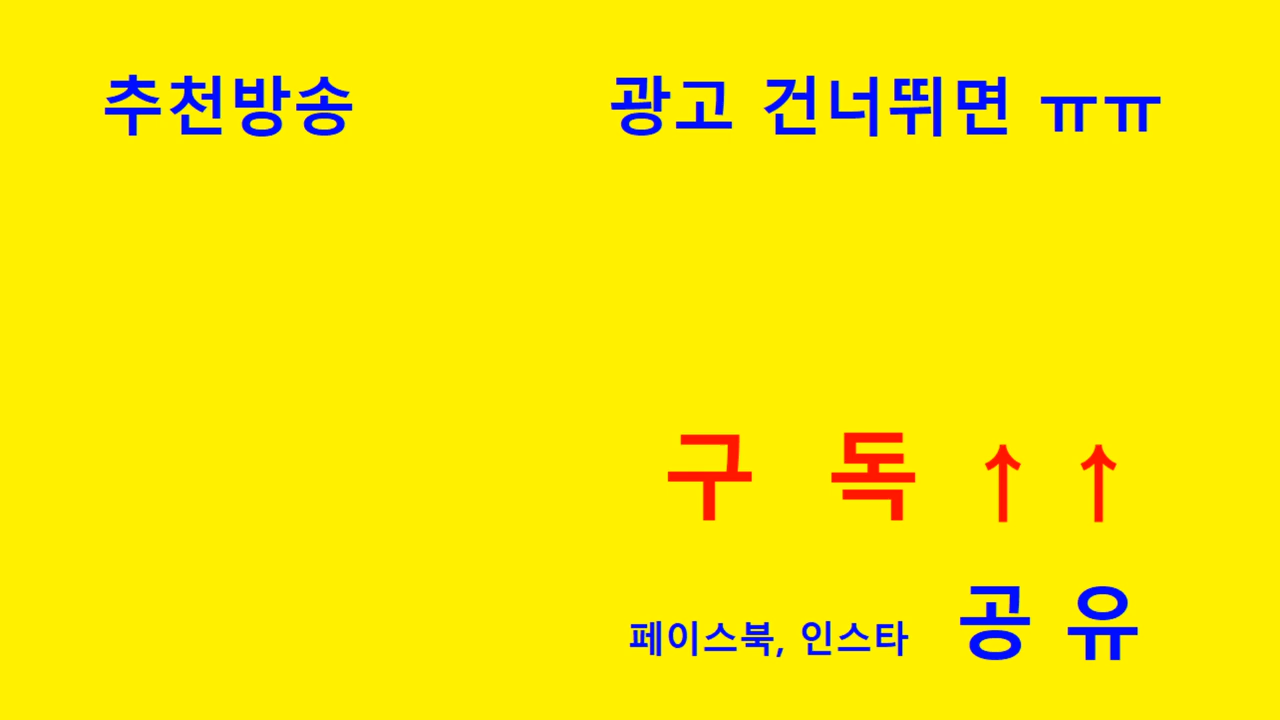 추천방송
광고 건너뛰면 ㅠㅠ
구 독 ↑ ↑
페이스북, 인스타 공 유